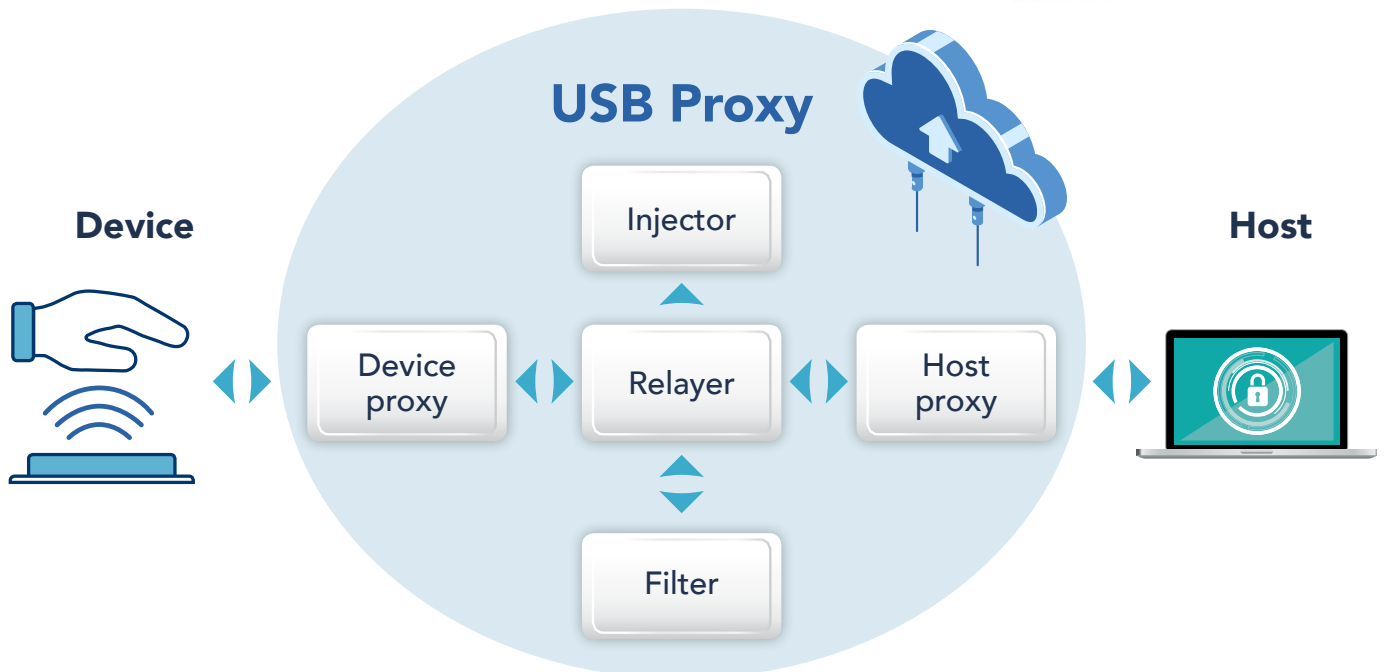 USB Proxy
Device
Injector
Host
Device
proxy
Relayer
Host
proxy
Filter